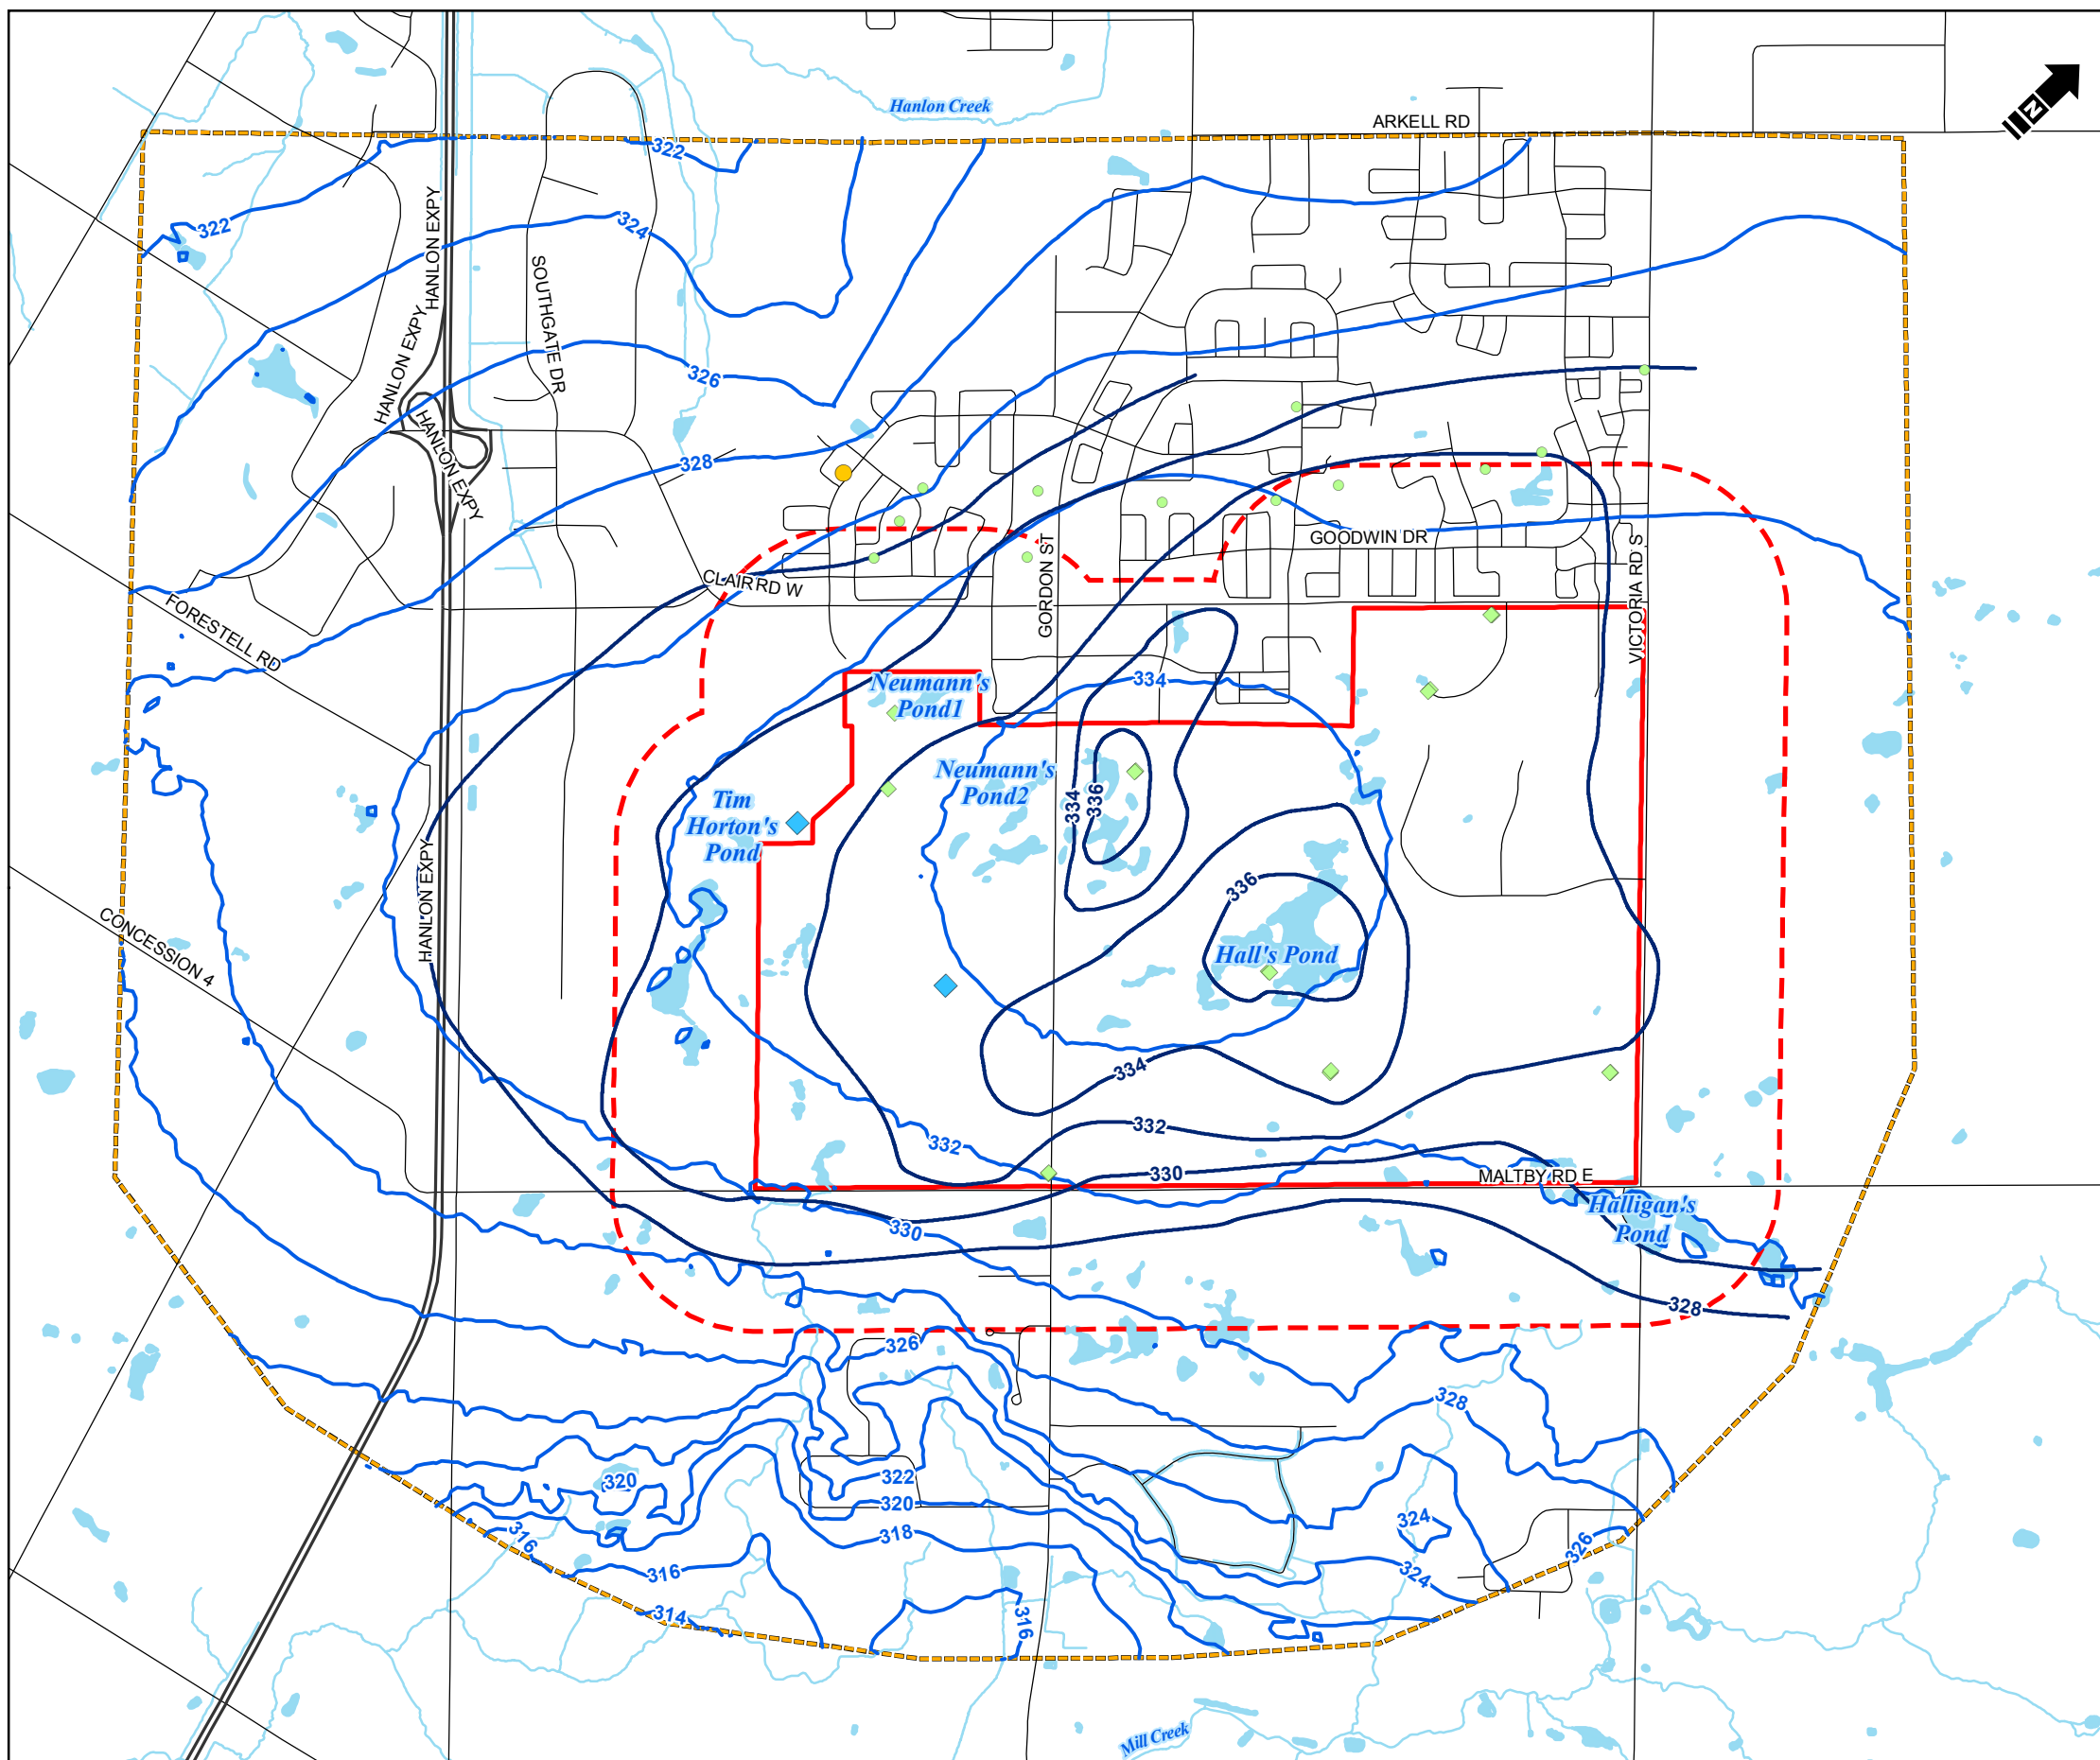 Hanlon Creek
ARKELL RD
N
322
322
324
HANLON EXPY
SOUTHGATE DR
HANLON EXPY
326
HANLON EXPY
328
GOODWIN DR
CLAIR RD W
GORDON ST
VICTORIA RD S
FORESTELL RD
334
Neumann's
Pond1
Neumann's
Pond2
Tim
Horton's
Pond
334
336
336
HANLON EXPY
CONCESSION 4
Hall's Pond
334
332
332
330
MALTBY RD E
Halligan's
Pond
330
328
326
328
322
320
320
324
318
316
326
316
324
314
316
Mill Creek